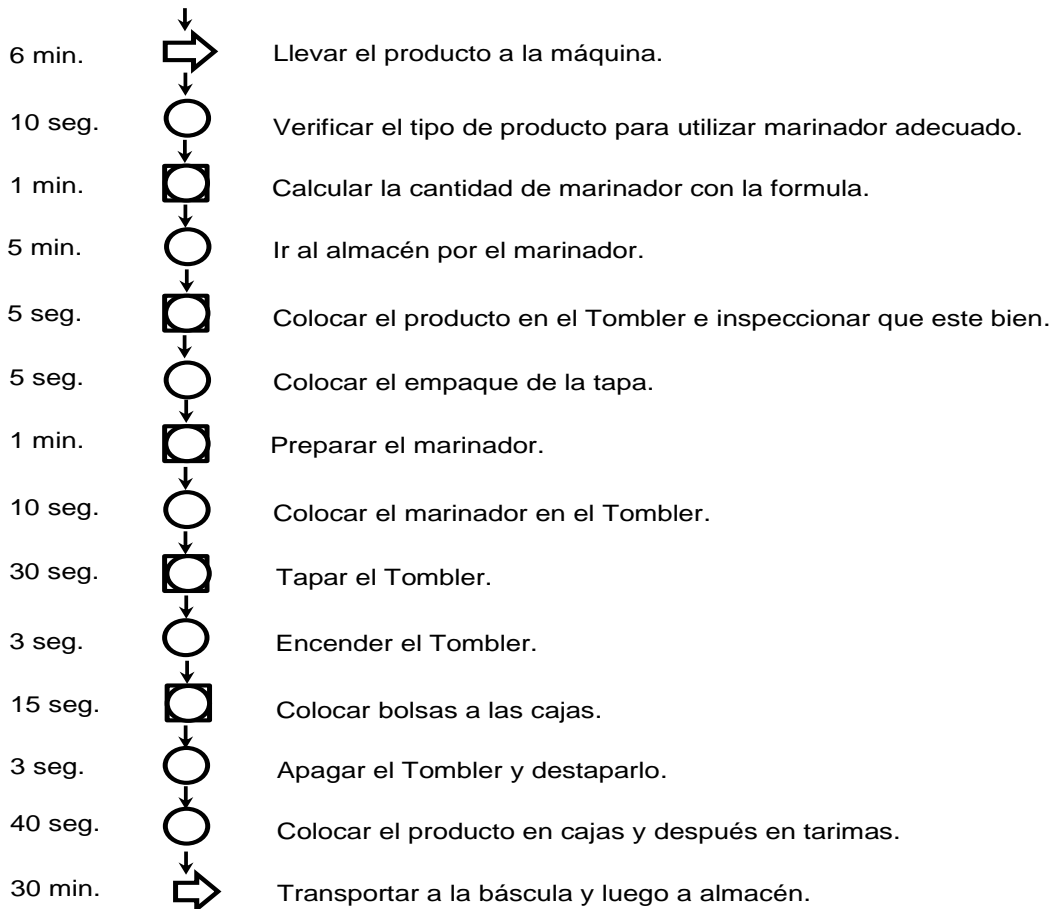 6 min. Llevar el producto a la máquina.
10 seg. Verificar el tipo de producto para utilizar marinador adecuado.
1 min. Calcular la cantidad de marinador con la formula.
5 min. Ir al almacén por el marinador.
5 seg. Colocar el producto en el Tombler e inspeccionar que este bien.
5 seg. Colocar el empaque de la tapa.
1 min. Preparar el marinador.
10 seg. Colocar el marinador en el Tombler.
30 seg. Tapar el Tombler.
3 seg. Encender el Tombler.
15 seg. Colocar bolsas a las cajas.
3 seg. Apagar el Tombler y destaparlo.
40 seg. Colocar el producto en cajas y después en tarimas.
30 min. Transportar a la báscula y luego a almacén.